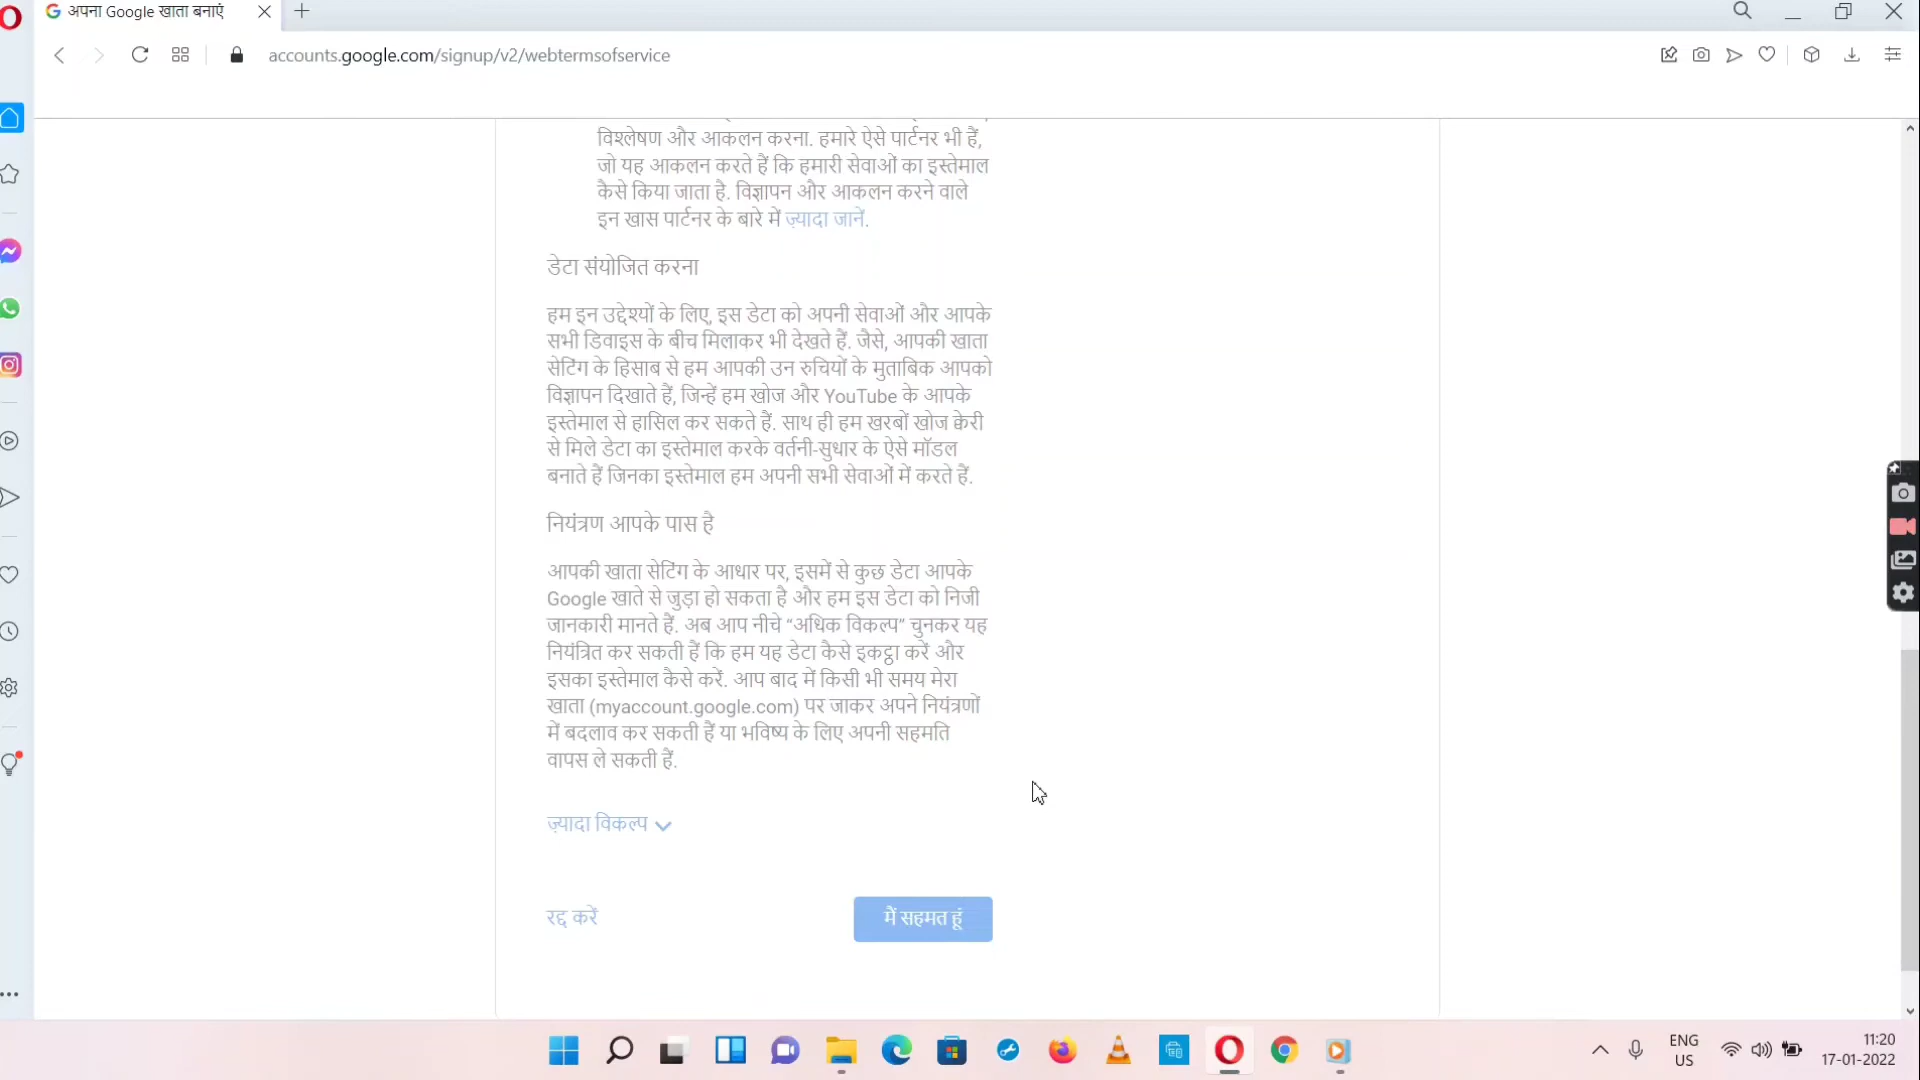 अपना Google खाता बनाएं
accounts.google.com/signup/v2/webtermsofservice
विश्लेषण और आकलन करना. हमारे ऐसे पार्टनर भी हैं,
जो यह आकलन करते हैं कि हमारी सेवाओं का इस्तेमाल
कैसे किया जाता है. विज्ञापन और आकलन करने वाले
इन खास पार्टनर के बारे में ज़्यादा जानें.
डेटा संयोजित करना
हम इन उद्देश्यों के लिए, इस डेटा को अपनी सेवाओं और आपके
सभी डिवाइस के बीच मिलाकर भी देखते हैं. जैसे, आपकी खाता
सेटिंग के हिसाब से हम आपकी उन रुचियों के मुताबिक आपको
विज्ञापन दिखाते हैं, जिन्हें हम खोज और YouTube के आपके
इस्तेमाल से हासिल कर सकते हैं. साथ ही हम खरबों खोज क्वेरी
से मिले डेटा का इस्तेमाल करके वर्तनी-सुधार के ऐसे मॉडल
बनाते हैं जिनका इस्तेमाल हम अपनी सभी सेवाओं में करते हैं.
नियंत्रण आपके पास है
आपकी खाता सेटिंग के आधार पर, इसमें से कुछ डेटा आपके
Google खाते से जुड़ा हो सकता है और हम इस डेटा को निजी
जानकारी मानते हैं. अब आप नीचे “अधिक विकल्प” चुनकर यह
नियंत्रित कर सकती हैं कि हम यह डेटा कैसे इकट्ठा करें और
इसका इस्तेमाल कैसे करें. आप बाद में किसी भी समय मेरा
खाता (myaccount.google.com) पर जाकर अपने नियंत्रणों
में बदलाव कर सकती हैं या भविष्य के लिए अपनी सहमति
वापस ले सकती हैं.
ज़्यादा विकल्प
रद्द करें
मैं सहमत हूं
ENG
US
11:20
17-01-2022